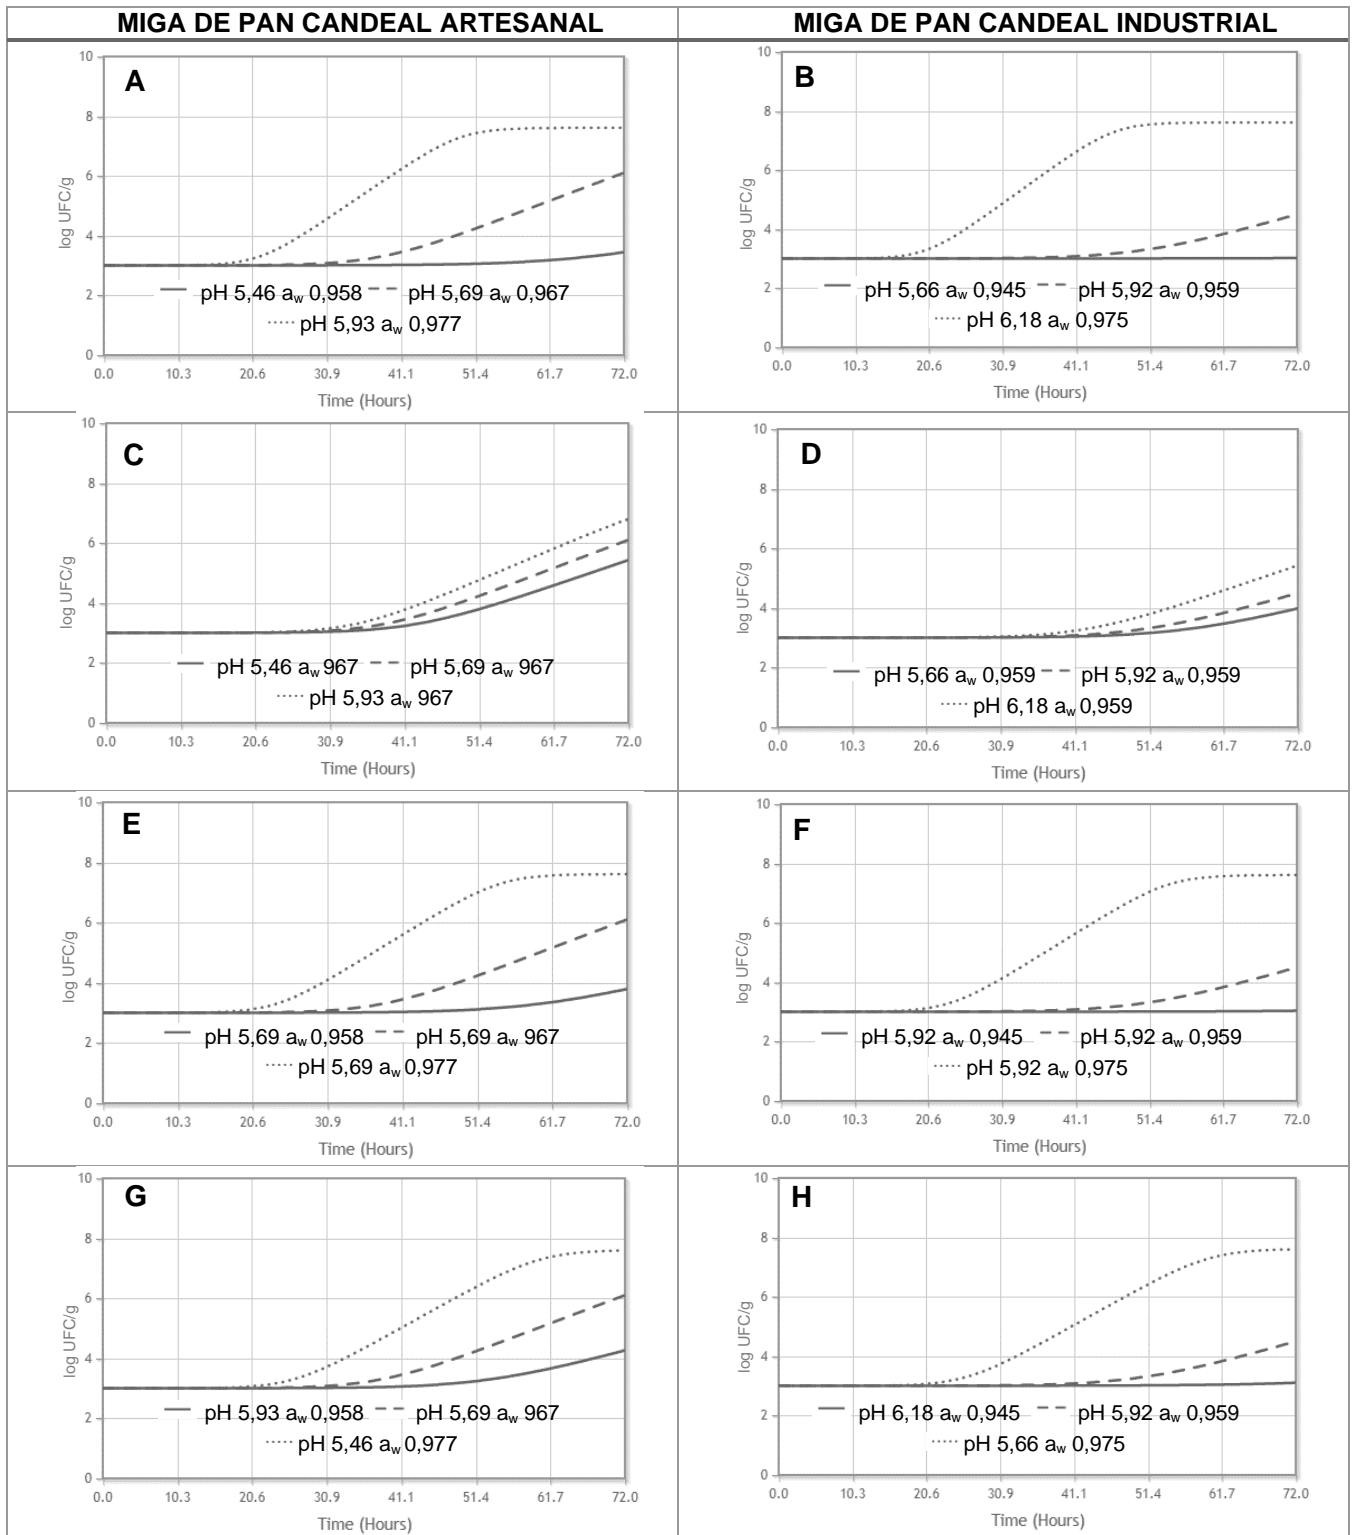 MIGA DE PAN CANDEAL ARTESANAL
MIGA DE PAN CANDEAL INDUSTRIAL
A
10
8
6
4
2
0
log UFC/g
pH 5,46 aw 0,958
pH 5,69 aw 0,967
pH 5,93 aw 0,977
0.0 10.3 20.6 30.9 41.1 51.4 61.7 72.0
Time (Hours)
B
10
8
6
4
2
0
log UFC/g
pH 5,66 aw 0,945
pH 5,92 aw 0,959
pH 6,18 aw 0,975
0.0 10.3 20.6 30.9 41.1 51.4 61.7 72.0
Time (Hours)
C
10
8
6
4
2
0
log UFC/g
pH 5,46 aw 967
pH 5,69 aw 967
pH 5,93 aw 967
0.0 10.3 20.6 30.9 41.1 51.4 61.7 72.0
Time (Hours)
D
10
8
6
4
2
0
log UFC/g
pH 5,66 aw 0,959
pH 5,92 aw 0,959
pH 6,18 aw 0,959
0.0 10.3 20.6 30.9 41.1 51.4 61.7 72.0
Time (Hours)
E
10
8
6
4
2
0
log UFC/g
pH 5,69 aw 0,958
pH 5,69 aw 967
pH 5,69 aw 0,977
0.0 10.3 20.6 30.9 41.1 51.4 61.7 72.0
Time (Hours)
F
10
8
6
4
2
0
log UFC/g
pH 5,92 aw 0,945
pH 5,92 aw 0,959
pH 5,92 aw 0,975
0.0 10.3 20.6 30.9 41.1 51.4 61.7 72.0
Time (Hours)
G
10
8
6
4
2
0
log UFC/g
pH 5,93 aw 0,958
pH 5,69 aw 967
pH 5,46 aw 0,977
0.0 10.3 20.6 30.9 41.1 51.4 61.7 72.0
Time (Hours)
H
10
8
6
4
2
0
log UFC/g
pH 6,18 aw 0,945
pH 5,92 aw 0,959
pH 5,66 aw 0,975
0.0 10.3 20.6 30.9 41.1 51.4 61.7 72.0
Time (Hours)